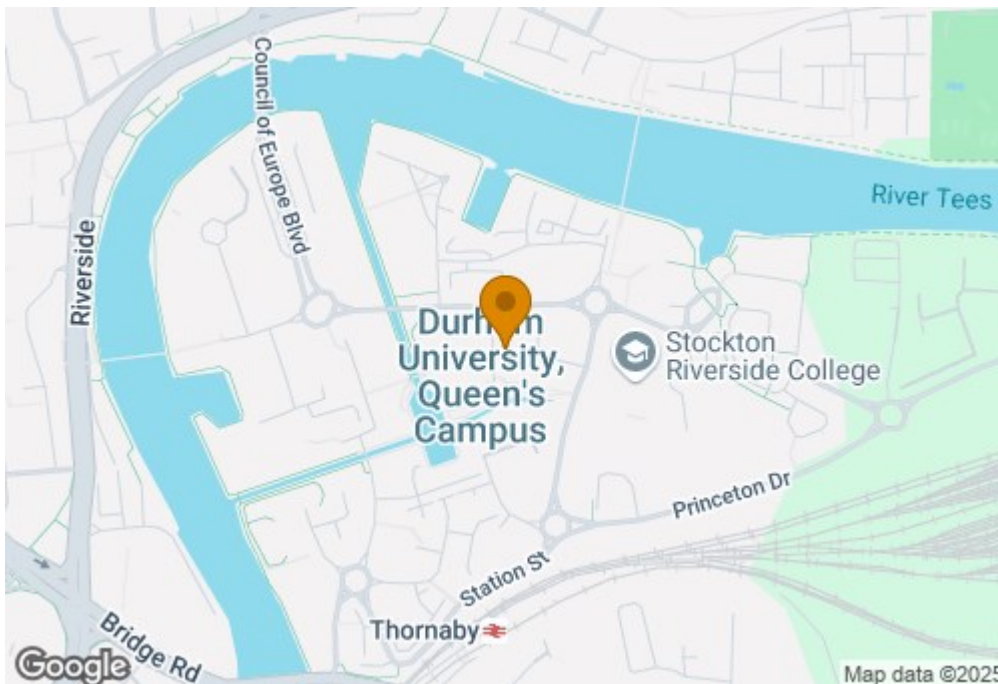 Council of Europe Blvd
River Tees
Riverside
Durham
University,
Queen's
Campus
Stockton
Riverside College
Princeton Dr
Station St
Thornaby
Bridge Rd
Google
Map data ©2025